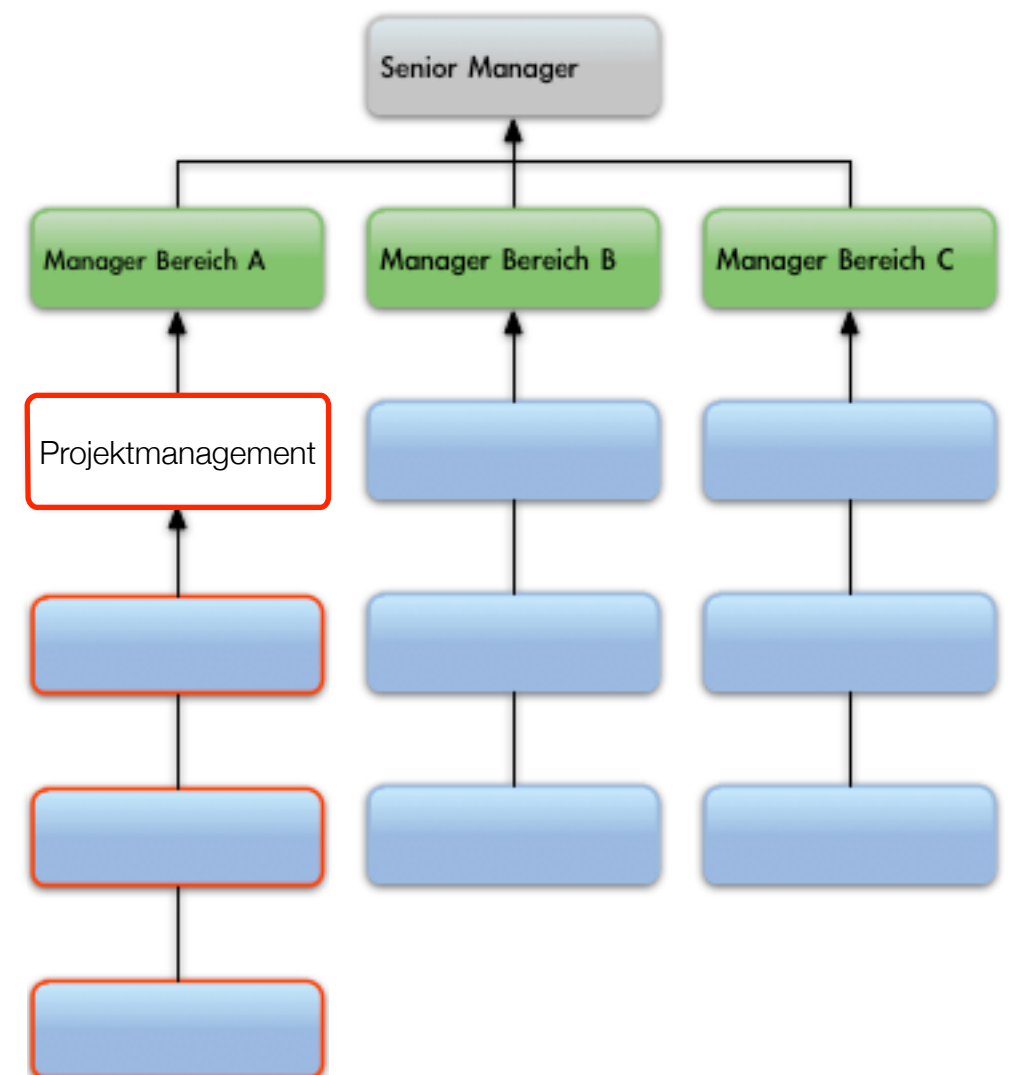 Senior Manager
Manager Bereich A
Manager Bereich B
Manager Bereich C
Projektmanagement